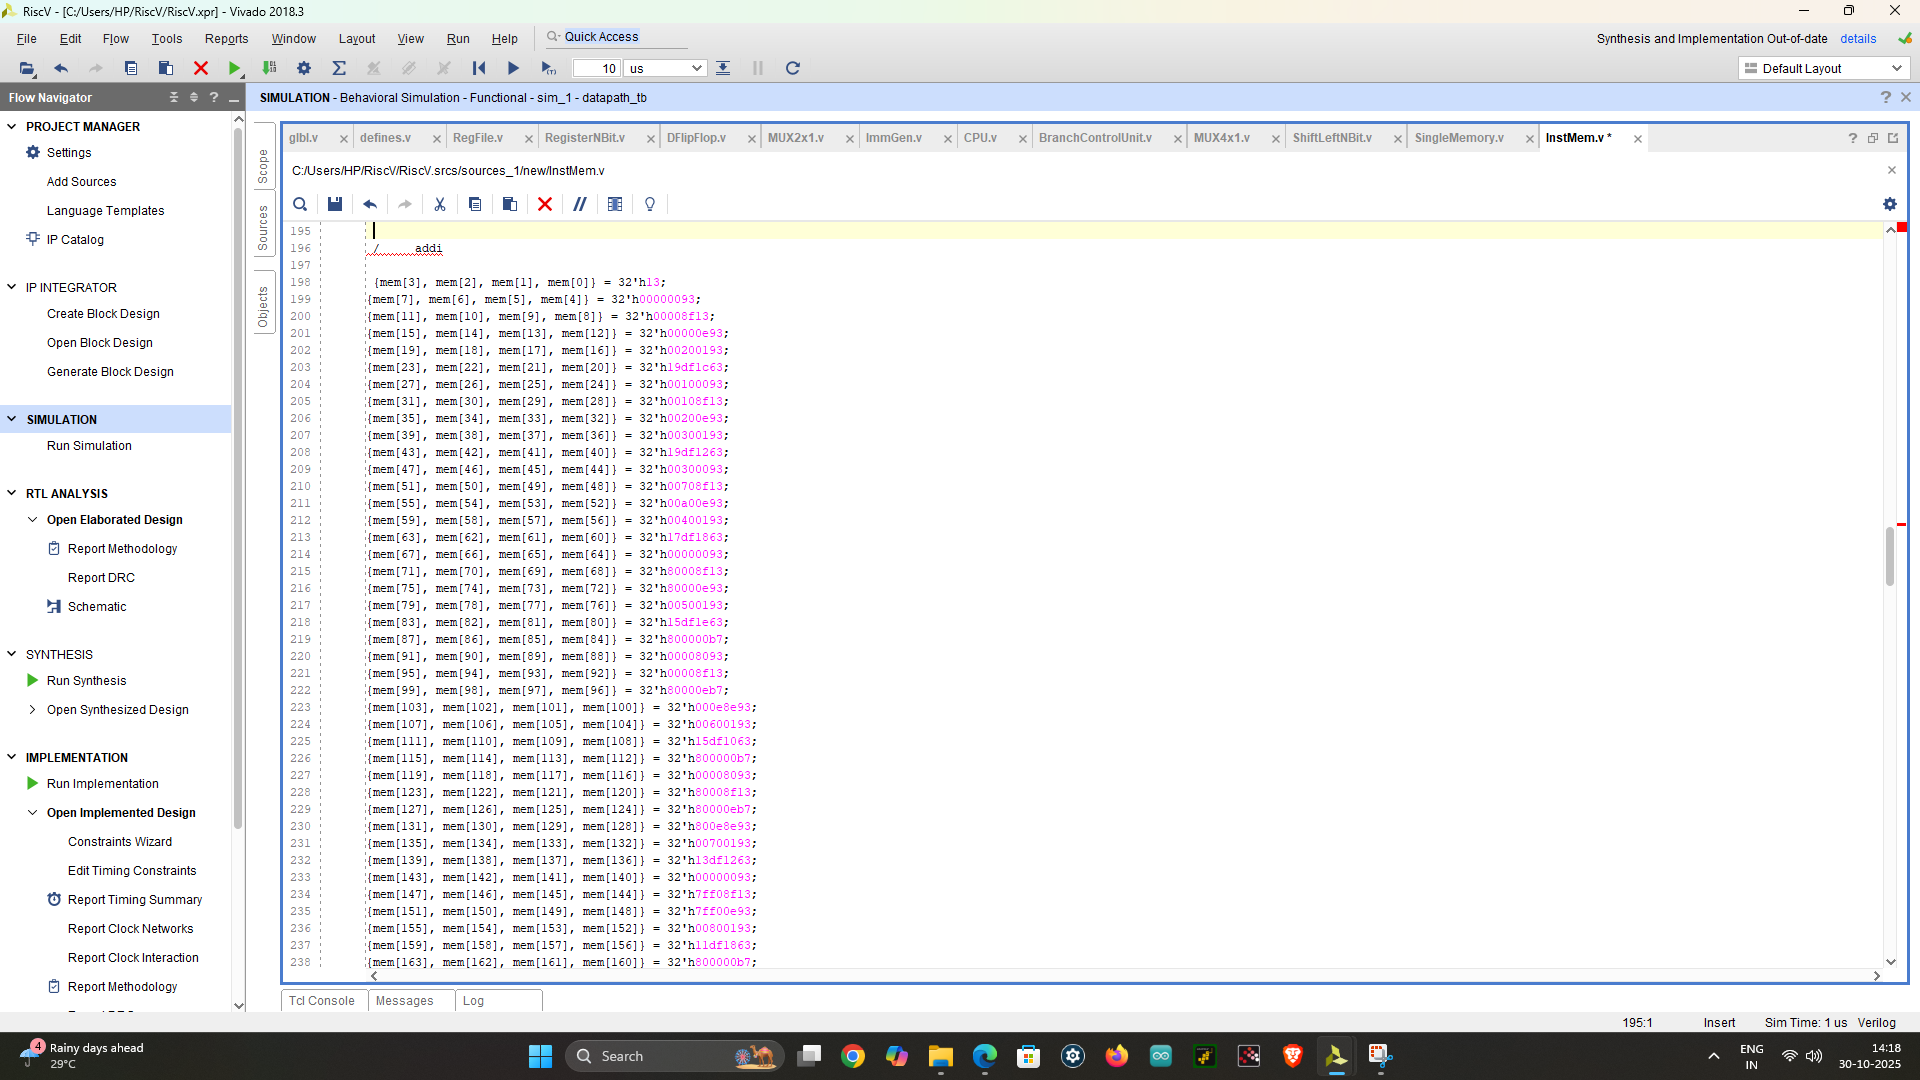 RiscV - [C:/Users/HP/RiscV/RiscV.xpr] - Vivado 2018.3
File Edit Flow Tools Reports Window Layout View Run Help Quick Access
Synthesis and Implementation Out-of-date details
10 us
Default Layout
Flow Navigator
SIMULATION - Behavioral Simulation - Functional - sim_1 - datapath_tb
PROJECT MANAGER
Settings
Add Sources
Language Templates
IP Catalog
IP INTEGRATOR
Create Block Design
Open Block Design
Generate Block Design
SIMULATION
Run Simulation
RTL ANALYSIS
Open Elaborated Design
Report Methodology
Report DRC
Schematic
SYNTHESIS
Run Synthesis
Open Synthesized Design
IMPLEMENTATION
Run Implementation
Open Implemented Design
Constraints Wizard
Edit Timing Constraints
Report Timing Summary
Report Clock Networks
Report Clock Interaction
Report Methodology
Scope
Sources
Objects
glbl.v defines.v RegFile.v RegisterNBit.v DFlipFlop.v MUX2x1.v ImmGen.v CPU.v BranchControlUnit.v MUX4x1.v ShiftLeftNBit.v SingleMemory.v InstMem.v *
C:/Users/HP/RiscV/RiscV.srcs/sources_1/new/InstMem.v
195
196 / addi
197
198 {mem[3], mem[2], mem[1], mem[0]} = 32'h13;
199 {mem[7], mem[6], mem[5], mem[4]} = 32'h00000093;
200 {mem[11], mem[10], mem[9], mem[8]} = 32'h00008f13;
201 {mem[15], mem[14], mem[13], mem[12]} = 32'h00000e93;
202 {mem[19], mem[18], mem[17], mem[16]} = 32'h00200193;
203 {mem[23], mem[22], mem[21], mem[20]} = 32'h19df1c63;
204 {mem[27], mem[26], mem[25], mem[24]} = 32'h00100093;
205 {mem[31], mem[30], mem[29], mem[28]} = 32'h00108f13;
206 {mem[35], mem[34], mem[33], mem[32]} = 32'h00200e93;
207 {mem[39], mem[38], mem[37], mem[36]} = 32'h00300193;
208 {mem[43], mem[42], mem[41], mem[40]} = 32'h19df1263;
209 {mem[47], mem[46], mem[45], mem[44]} = 32'h00300093;
210 {mem[51], mem[50], mem[49], mem[48]} = 32'h00708f13;
211 {mem[55], mem[54], mem[53], mem[52]} = 32'h00a00e93;
212 {mem[59], mem[58], mem[57], mem[56]} = 32'h00400193;
213 {mem[63], mem[62], mem[61], mem[60]} = 32'h17df1863;
214 {mem[67], mem[66], mem[65], mem[64]} = 32'h00000093;
215 {mem[71], mem[70], mem[69], mem[68]} = 32'h80008f13;
216 {mem[75], mem[74], mem[73], mem[72]} = 32'h80000e93;
217 {mem[79], mem[78], mem[77], mem[76]} = 32'h00500193;
218 {mem[83], mem[82], mem[81], mem[80]} = 32'h15df1e63;
219 {mem[87], mem[86], mem[85], mem[84]} = 32'h800000b7;
220 {mem[91], mem[90], mem[89], mem[88]} = 32'h00008093;
221 {mem[95], mem[94], mem[93], mem[92]} = 32'h00008f13;
222 {mem[99], mem[98], mem[97], mem[96]} = 32'h80000eb7;
223 {mem[103], mem[102], mem[101], mem[100]} = 32'h000e8e93;
224 {mem[107], mem[106], mem[105], mem[104]} = 32'h00600193;
225 {mem[111], mem[110], mem[109], mem[108]} = 32'h15df1063;
226 {mem[115], mem[114], mem[113], mem[112]} = 32'h800000b7;
227 {mem[119], mem[118], mem[117], mem[116]} = 32'h00008093;
228 {mem[123], mem[122], mem[121], mem[120]} = 32'h80008f13;
229 {mem[127], mem[126], mem[125], mem[124]} = 32'h80000eb7;
230 {mem[131], mem[130], mem[129], mem[128]} = 32'h800e8e93;
231 {mem[135], mem[134], mem[133], mem[132]} = 32'h00700193;
232 {mem[139], mem[138], mem[137], mem[136]} = 32'h13df1263;
233 {mem[143], mem[142], mem[141], mem[140]} = 32'h00000093;
234 {mem[147], mem[146], mem[145], mem[144]} = 32'h7ff08f13;
235 {mem[151], mem[150], mem[149], mem[148]} = 32'h7ff00e93;
236 {mem[155], mem[154], mem[153], mem[152]} = 32'h00800193;
237 {mem[159], mem[158], mem[157], mem[156]} = 32'h11df1863;
238 {mem[163], mem[162], mem[161], mem[160]} = 32'h800000b7;
Tcl Console Messages Log
195:1 Insert Sim Time: 1 us Verilog
4
Rainy days ahead
29°C
Search
ENG
IN
14:18
30-10-2025